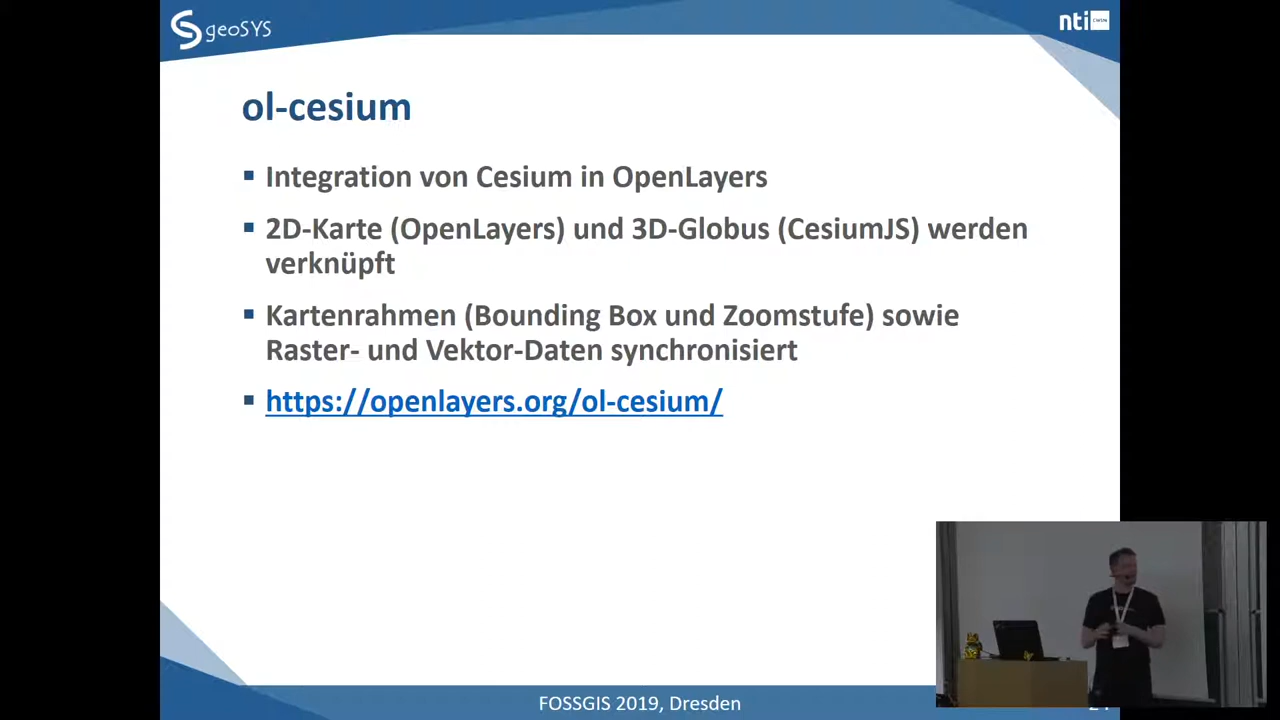 geoSYS
nti
ol-cesium
Integration von Cesium in OpenLayers
2D-Karte (OpenLayers) und 3D-Globus (CesiumJS) werden
verknüpft
Kartenrahmen (Bounding Box und Zoomstufe) sowie
Raster- und Vektor-Daten synchronisiert
https://openlayers.org/ol-cesium/
FOSSGIS 2019, Dresden